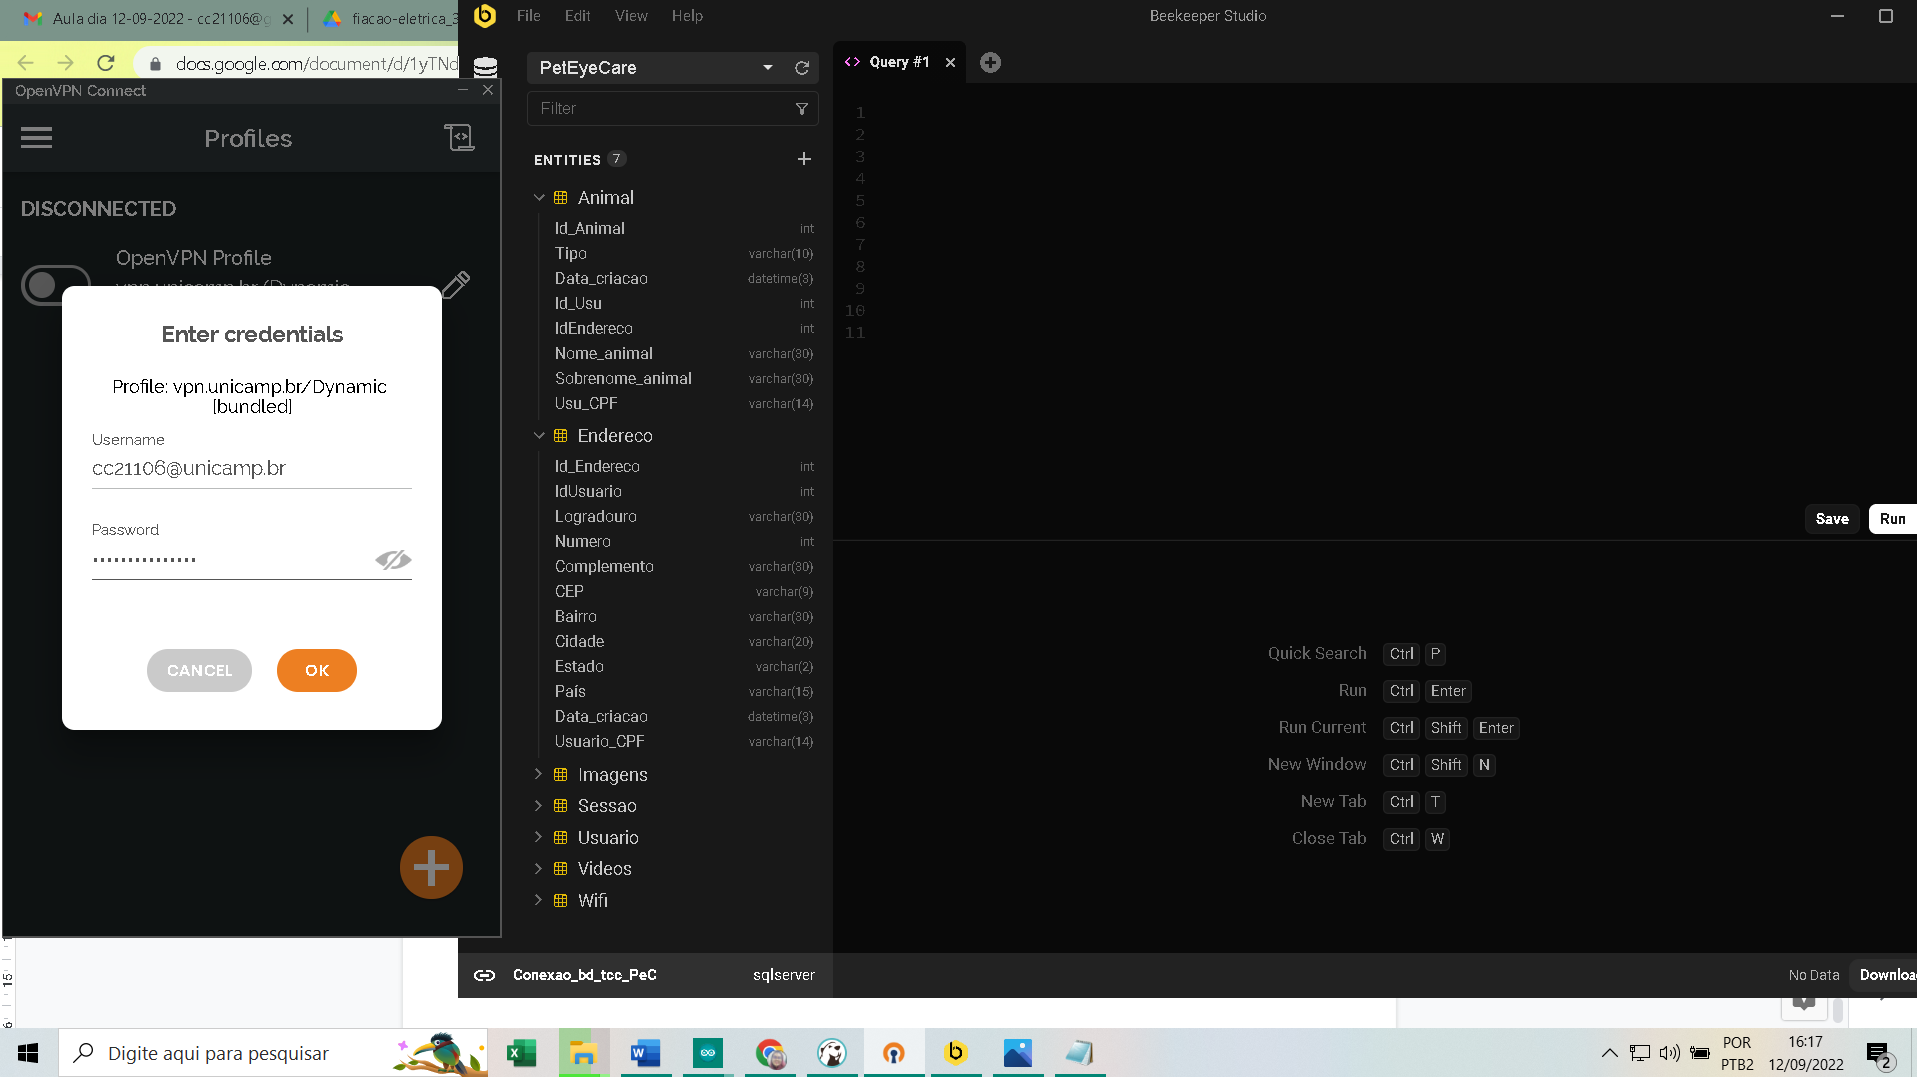 Aula dia 12-09-2022 - cc21106@g
fiacao-eletrica_3
docs.google.com/document/d/1yTNd
OpenVPN Connect
Profiles
DISCONNECTED
OpenVPN Profile
vpn.unicamp.br (Dynamic
Enter credentials
Profile: vpn.unicamp.br/Dynamic
[bundled]
Username
cc21106@unicamp.br
Password
CANCEL
OK
File Edit View Help
Beekeeper Studio
PetEyeCare
Filter
ENTITIES 7
Animal
Id_Animal int
Tipo varchar(10)
Data_criacao datetime(3)
Id_Usu int
IdEndereco int
Nome_animal varchar(30)
Sobrenome_animal varchar(30)
Usu_CPF varchar(14)
Endereco
Id_Endereco int
IdUsuario int
Logradouro varchar(30)
Numero int
Complemento varchar(30)
CEP varchar(9)
Bairro varchar(30)
Cidade varchar(20)
Estado varchar(2)
País varchar(15)
Data_criacao datetime(3)
Usuario_CPF varchar(14)
Imagens
Sessao
Usuario
Videos
Wifi
Conexao_bd_tcc_PeC sqlserver
Query #1
1
2
3
4
5
6
7
8
9
10
11
Save Run
Quick Search Ctrl P
Run Ctrl Enter
Run Current Ctrl Shift Enter
New Window Ctrl Shift N
New Tab Ctrl T
Close Tab Ctrl W
No Data Downloa
15
Digite aqui para pesquisar
POR
PTB2
16:17
12/09/2022
2